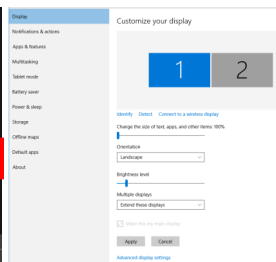 Display
Notifications & actions
Apps & features
Multitasking
Tablet mode
Battery saver
Power & sleep
Storage
Offline maps
Default apps
About
Customize your display
1
2
Identify Detect Connect to a wireless display
Change the size of text, apps, and other items: 100%
Orientation
Landscape
Brightness level
Multiple displays
Extend these displays
Make this my main display
Apply Cancel
Advanced display settings